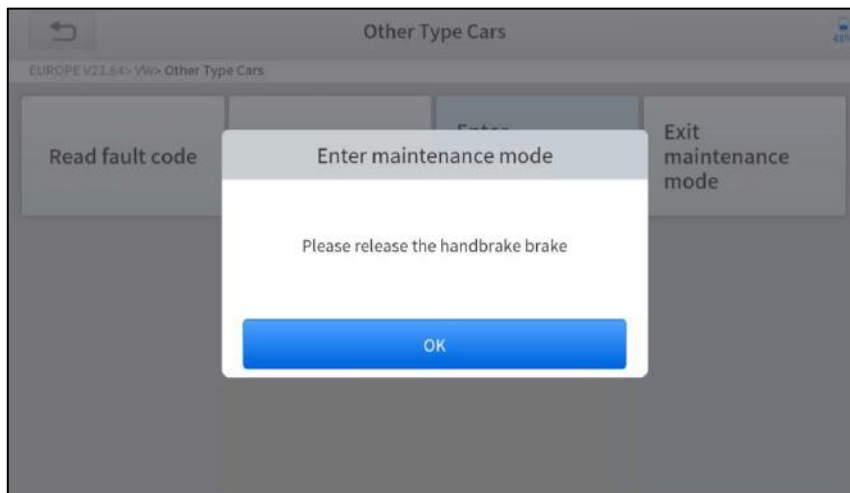 Other Type Cars
EUROPE V23.84> VW> Other Type Cars
Read fault code
Enter
Exit
maintenance
mode
Enter maintenance mode
Please release the handbrake brake
OK